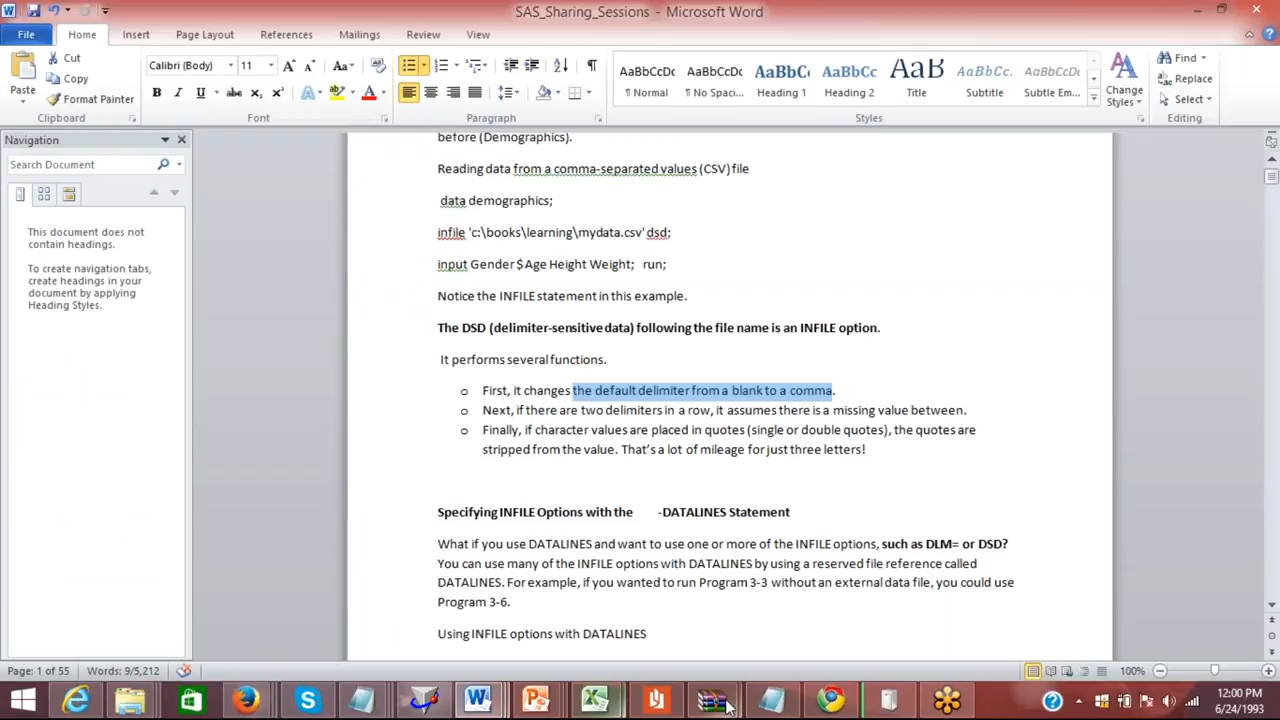 SAS_Sharing_Sessions - Microsoft Word
File Home Insert Page Layout References Mailings Review View
Paste
Cut
Copy
Format Painter
Clipboard
Calibri (Body) 11
B I U abc x₂ x² A
Font
Paragraph
AaBbCcDc AaBbCcDc AaBbC AaBbCc AaB AaBbCcL AaBbCcDc
¶ Normal ¶ No Spaci... Heading 1 Heading 2 Title Subtitle Subtle Em...
Styles
Change
Styles
Find
Replace
Select
Editing
Navigation
Search Document
This document does not
contain headings.
To create navigation tabs,
create headings in your
document by applying
Heading Styles.
before (Demographics).
Reading data from a comma-separated values (CSV) file
data demographics;
infile 'c:\books\learning\mydata.csv' dsd;
input Gender $ Age Height Weight; run;
Notice the INFILE statement in this example.
The DSD (delimiter-sensitive data) following the file name is an INFILE option.
It performs several functions.
o First, it changes the default delimiter from a blank to a comma.
o Next, if there are two delimiters in a row, it assumes there is a missing value between.
o Finally, if character values are placed in quotes (single or double quotes), the quotes are
stripped from the value. That's a lot of mileage for just three letters!
Specifying INFILE Options with the -DATALINES Statement
What if you use DATALINES and want to use one or more of the INFILE options, such as DLM= or DSD?
You can use many of the INFILE options with DATALINES by using a reserved file reference called
DATALINES. For example, if you wanted to run Program 3-3 without an external data file, you could use
Program 3-6.
Using INFILE options with DATALINES
Page: 1 of 55 Words: 9/5,212 100%
12:00 PM
6/24/1993